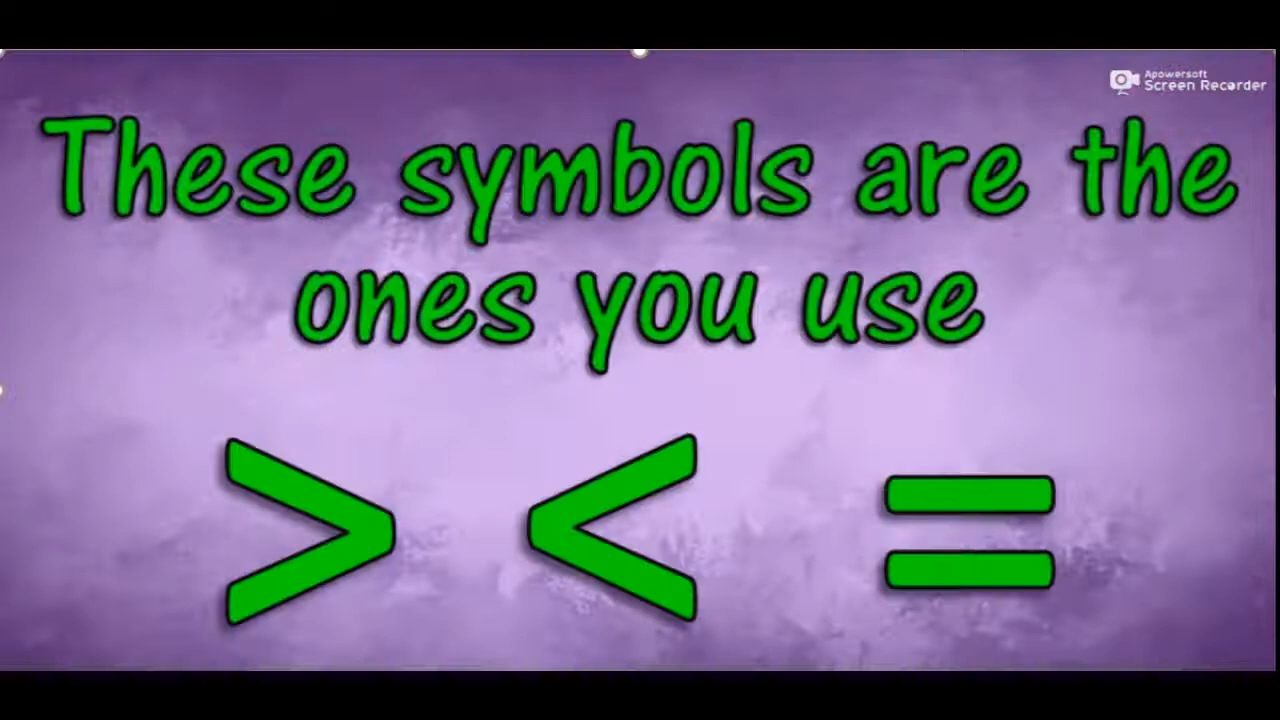 Apowersoft
Screen Recorder
These symbols are the
ones you use
> < =